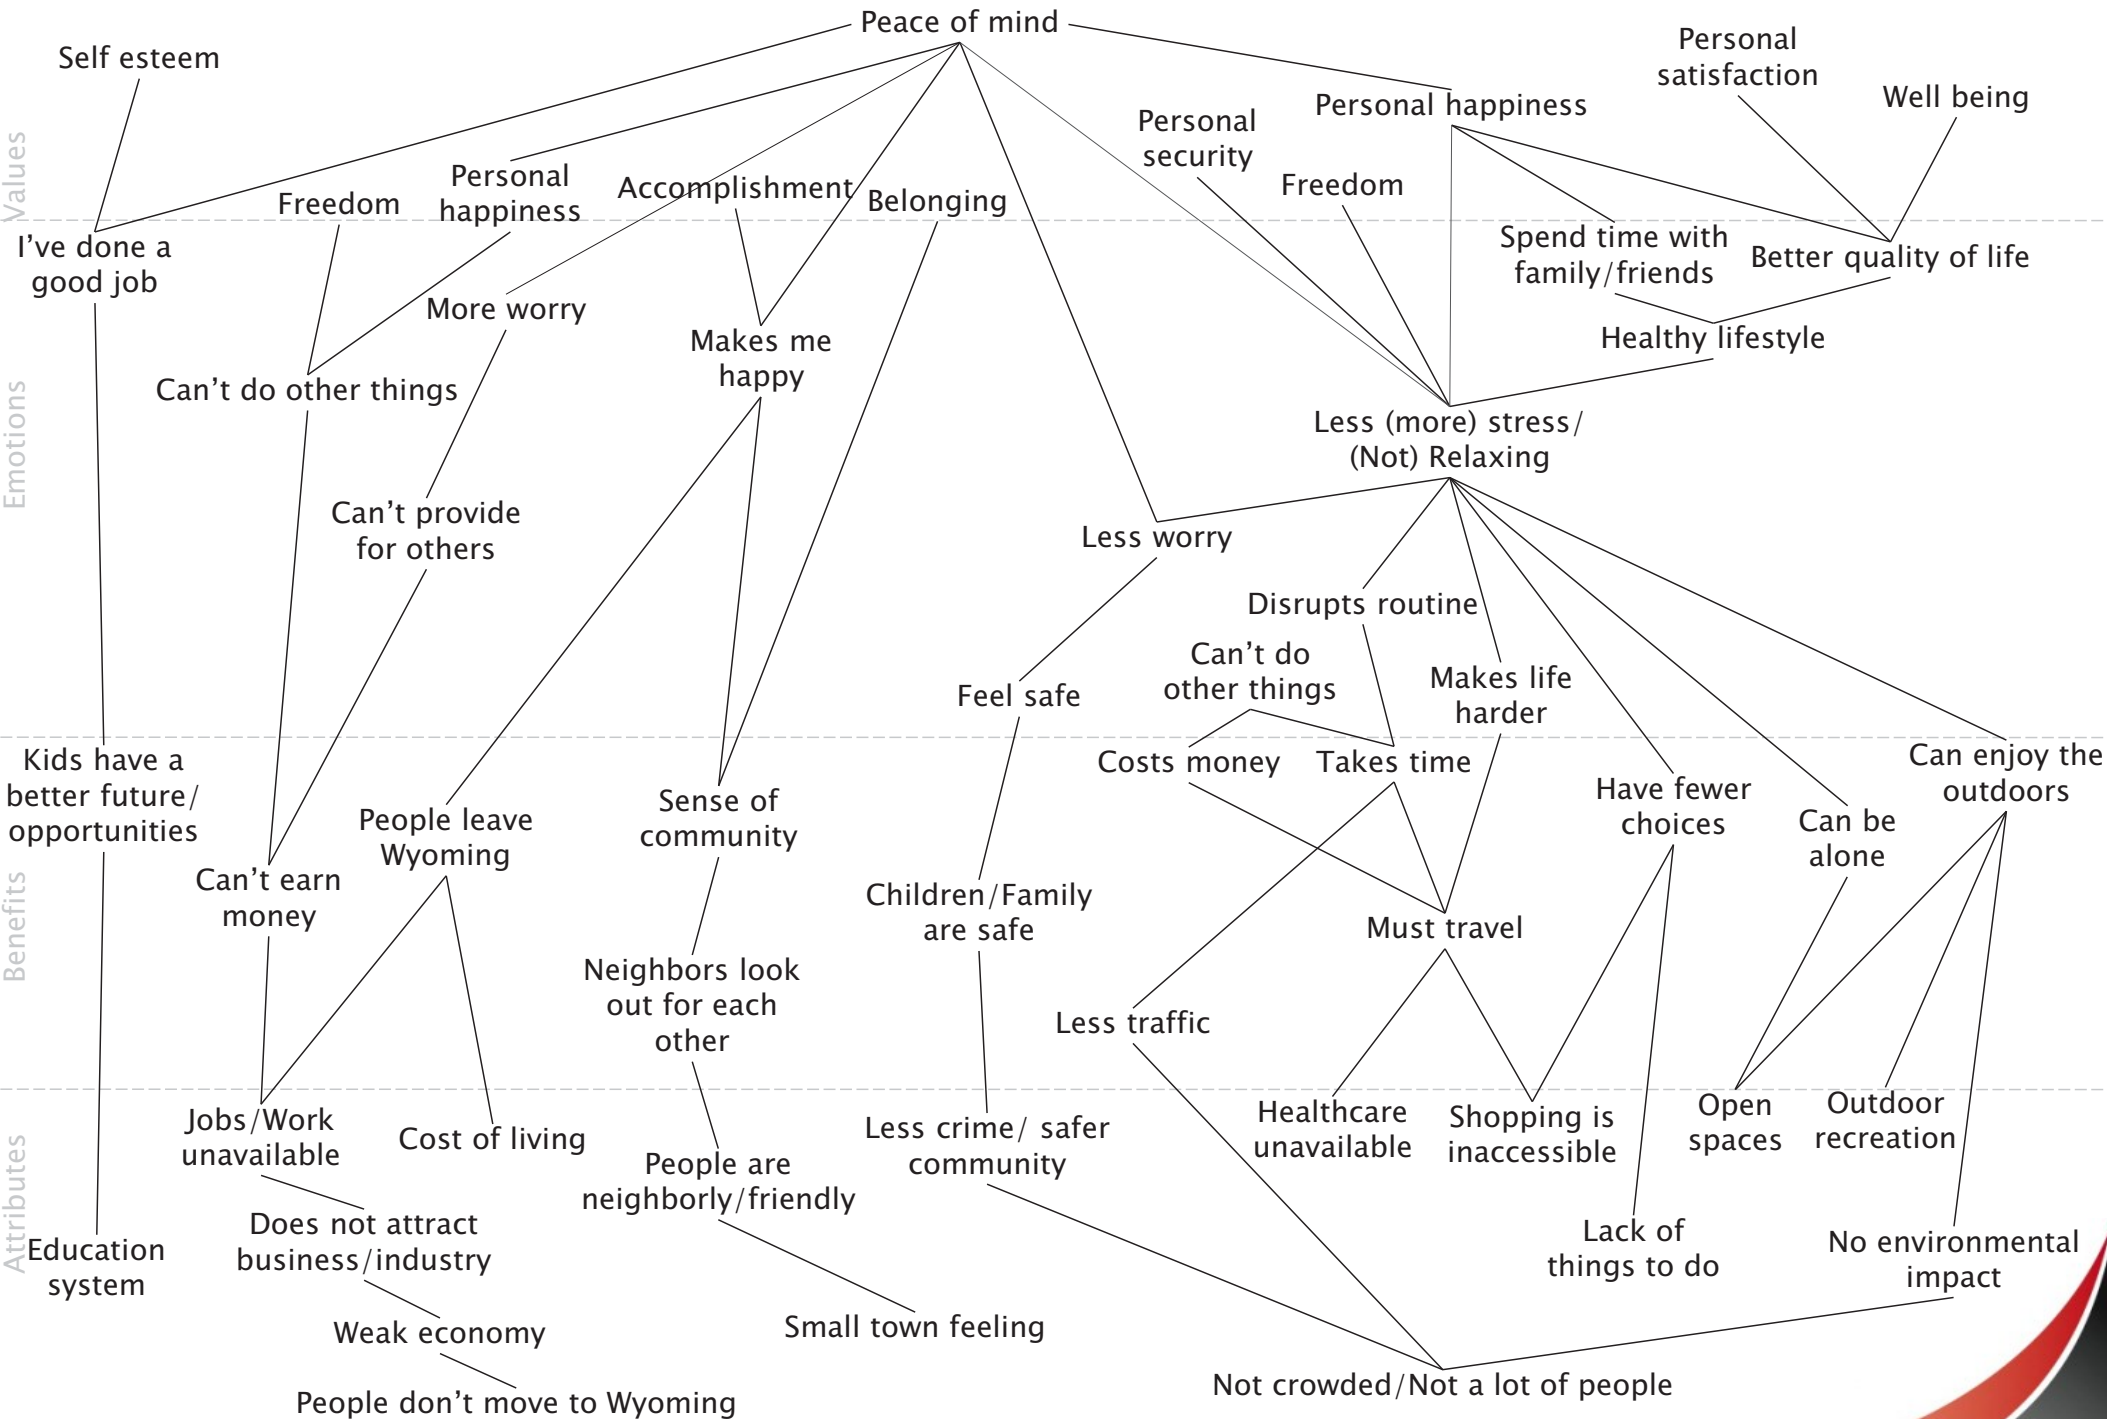 Peace of mind
Self esteem
Personal
satisfaction
Well being
Personal happiness
Personal
security
Freedom
Values
Freedom
Personal
happiness
Accomplishment
Belonging
I’ve done a
good job
Spend time with
family/friends
Better quality of life
More worry
Makes me
happy
Healthy lifestyle
Can’t do other things
Less (more) stress/
(Not) Relaxing
Emotions
Can’t provide
for others
Less worry
Disrupts routine
Can’t do
other things
Feel safe
Makes life
harder
Kids have a
better future/
opportunities
Costs money
Takes time
Can enjoy the
outdoors
Have fewer
choices
Sense of
community
People leave
Wyoming
Can be
alone
Can’t earn
money
Benefits
Children/Family
are safe
Must travel
Neighbors look
out for each
other
Less traffic
Jobs/Work
unavailable
Cost of living
Less crime/ safer
community
Healthcare
unavailable
Shopping is
inaccessible
Open
spaces
Outdoor
recreation
People are
neighborly/friendly
Attributes
Education
system
Does not attract
business/industry
Lack of
things to do
No environmental
impact
Weak economy
Small town feeling
Not crowded/Not a lot of people
People don’t move to Wyoming